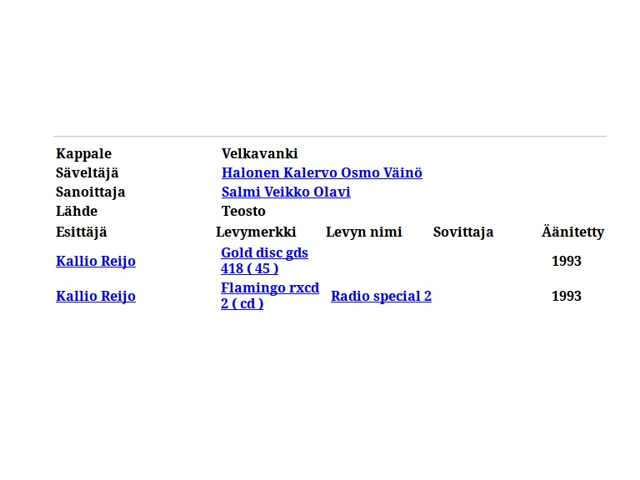 Kappale Velkavanki
Säveltäjä Halonen Kalervo Osmo Väinö
Sanoittaja Salmi Veikko Olavi
Lähde Teosto
Esittäjä Levymerkki Levyn nimi Sovittaja Äänitetty
Kallio Reijo Gold disc gds 1993
418 ( 45 )
Kallio Reijo Flamingo rxcd Radio special 2 1993
2 ( cd )